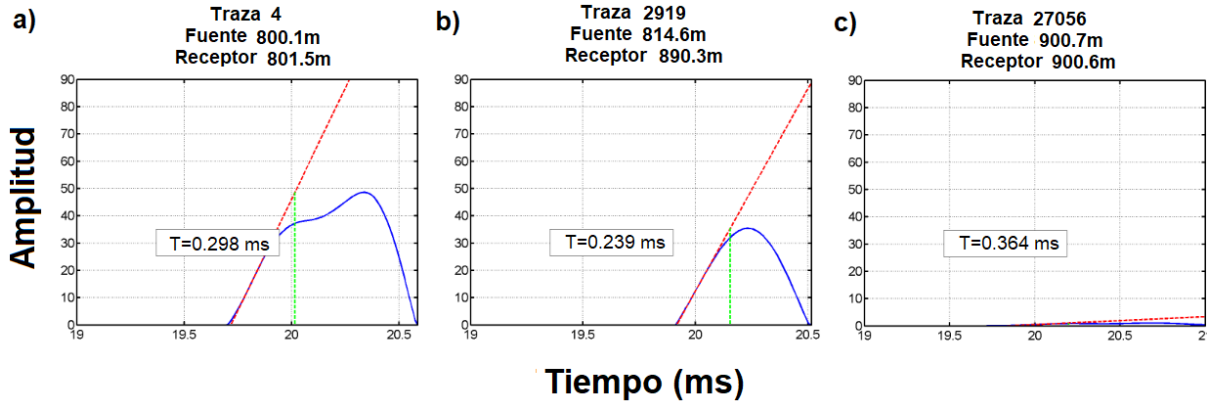 a)
Traza 4
Fuente 800.1m
Receptor 801.5m
90
80
70
60
50
40
30
20
10
0
T=0.298 ms
19
19.5
20
20.5
b)
Traza 2919
Fuente 814.6m
Receptor 890.3m
90
80
70
60
50
40
30
20
10
0
T=0.239 ms
19
19.5
20
20.5
c)
Traza 27056
Fuente 900.7m
Receptor 900.6m
90
80
70
60
50
40
30
20
10
0
T=0.364 ms
19
19.5
20
20.5
Amplitud
Tiempo (ms)